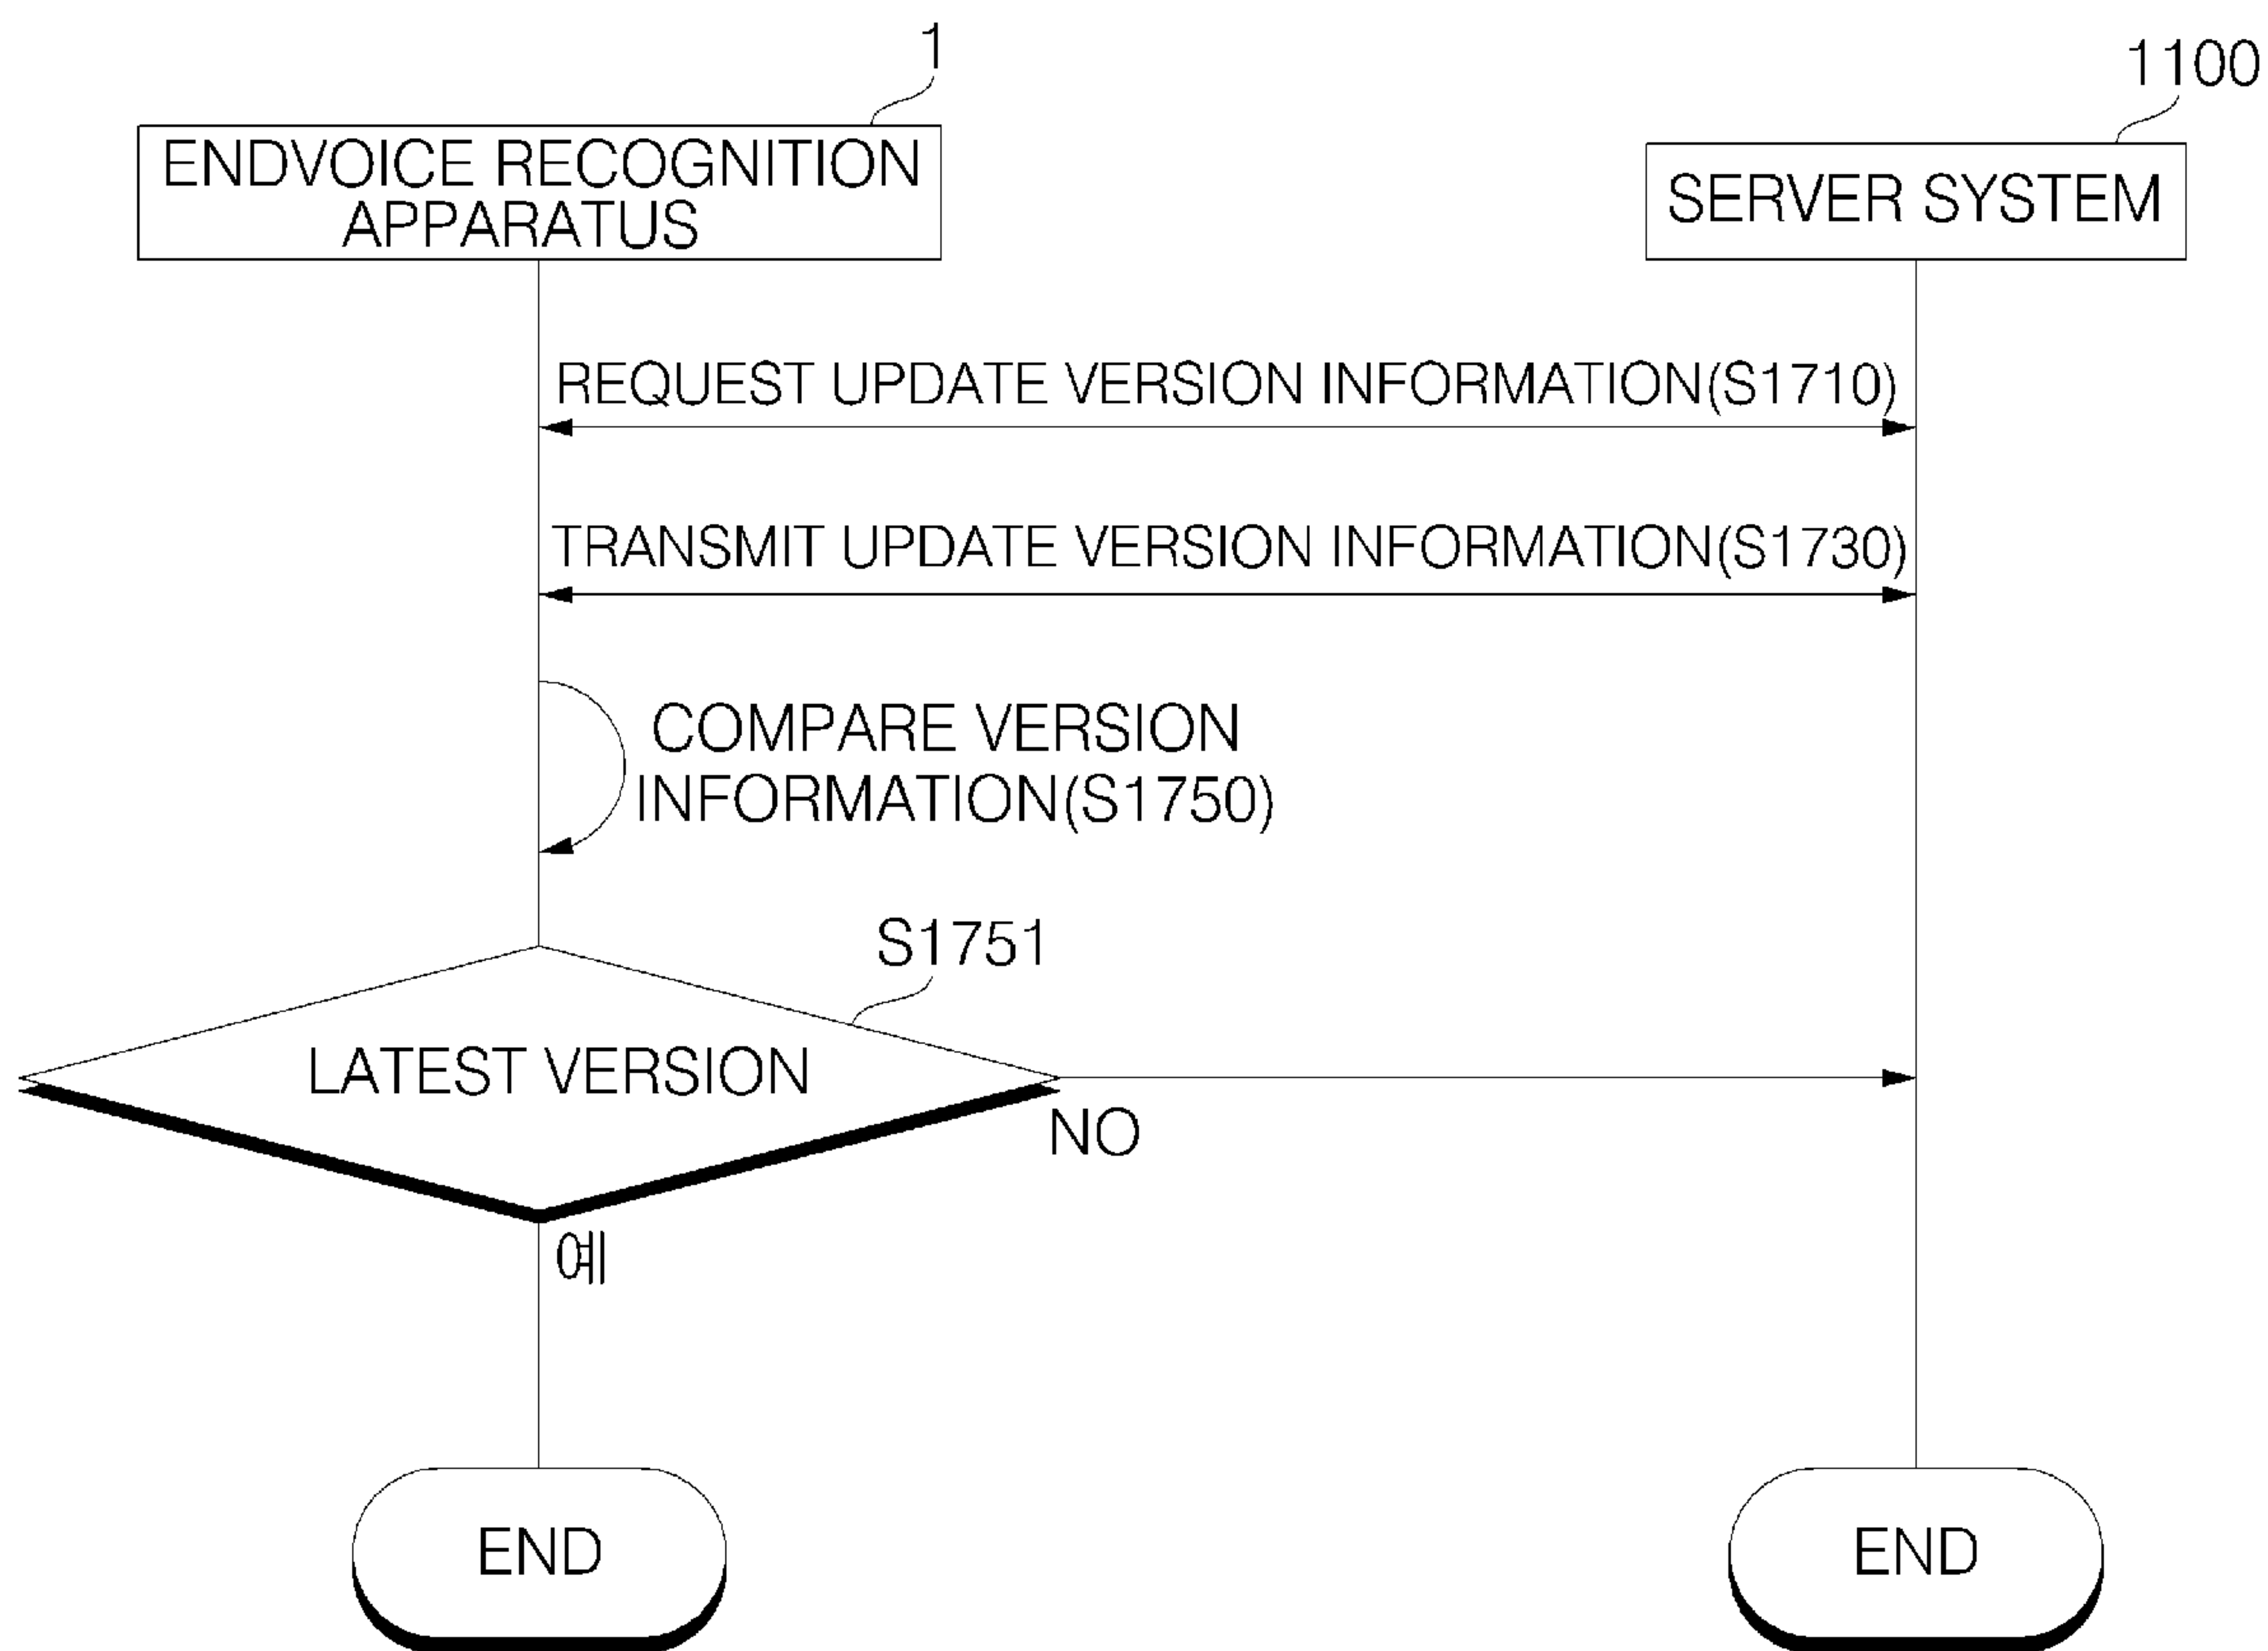 1
1100
ENDVOICE RECOGNITION
APPARATUS
SERVER SYSTEM
REQUEST UPDATE VERSION INFORMATION(S1710)
TRANSMIT UPDATE VERSION INFORMATION(S1730)
COMPARE VERSION
INFORMATION(S1750)
S1751
LATEST VERSION
NO
예
END
END